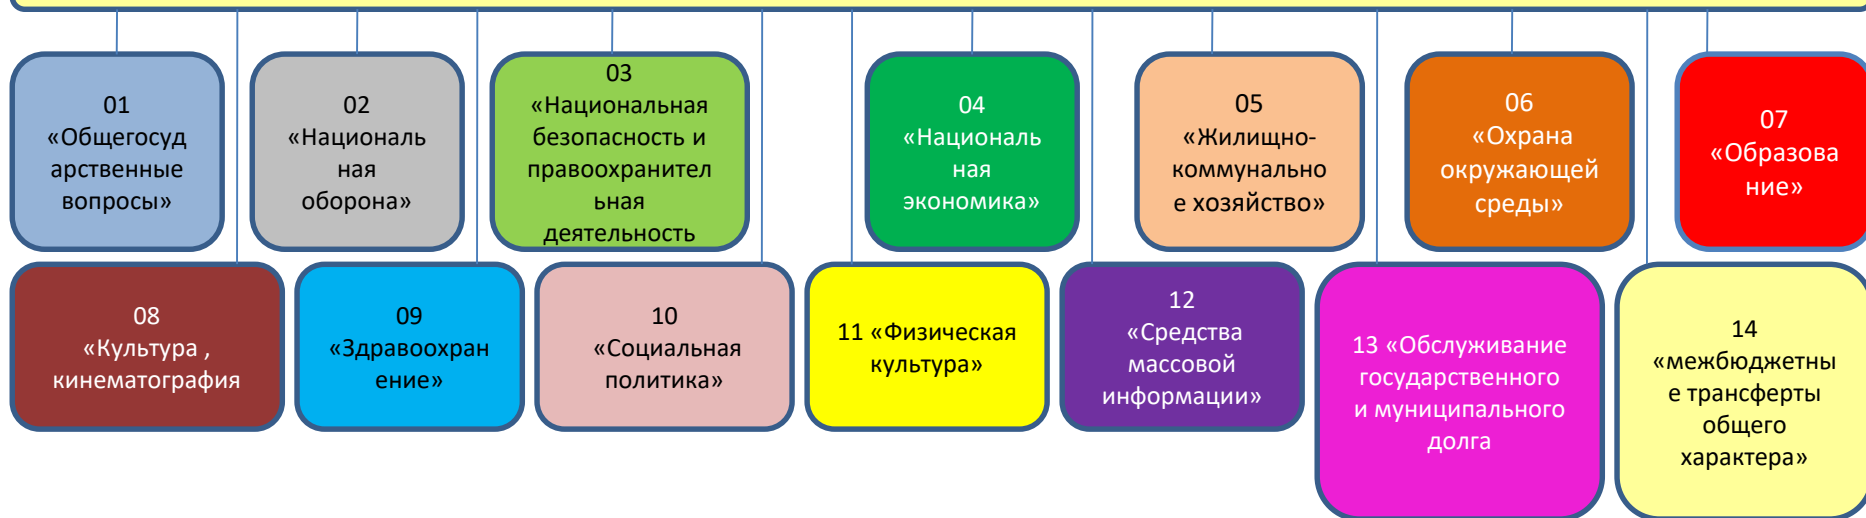 01
«Общегосуд
арственные
вопросы»
02
«Националь
ная
оборона»
03
«Национальная
безопасность и
правоохранител
ьная
деятельность
04
«Националь
ная
экономика»
05
«Жилищно-
коммунально
е хозяйство»
06
«Охрана
окружающей
среды»
07
«Образова
ние»
08
«Культура ,
кинематография
09
«Здравоохран
ение»
10
«Социальная
политика»
11 «Физическая
культура»
12
«Средства
массовой
информации»
13 «Обслуживание
государственного
и муниципального
долга
14
«межбюджетны
е трансферты
общего
характера»